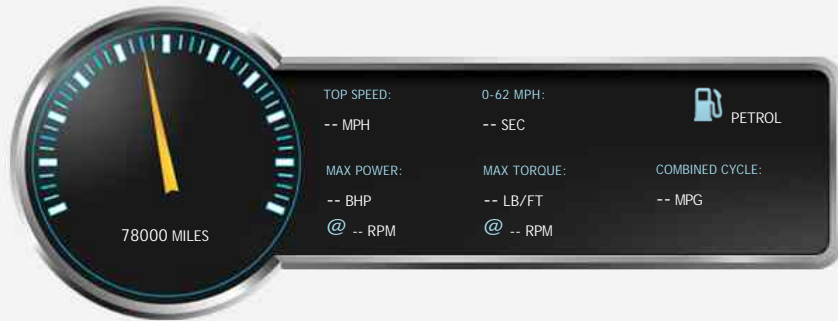 78000 MILES
TOP SPEED:
-- MPH
0-62 MPH:
-- SEC
PETROL
MAX POWER:
-- BHP
@ -- RPM
MAX TORQUE:
-- LB/FT
@ -- RPM
COMBINED CYCLE:
-- MPG